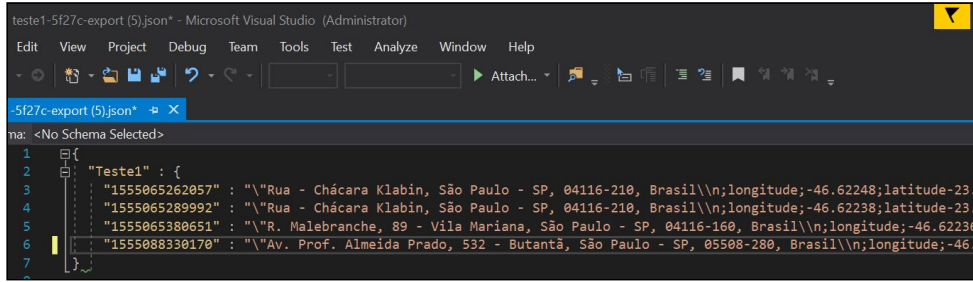 teste1-5f27c-export (5).json* - Microsoft Visual Studio (Administrator)
Edit View Project Debug Team Tools Test Analyze Window Help
Attach...
-5f27c-export (5).json*
ma: <No Schema Selected>
1 {
2 "Teste1" : {
3 "1555065262057" : "\"Rua - Chácara Klabin, São Paulo - SP, 04116-210, Brasil\\n;longitude;-46.62248;latitude-23.
4 "1555065289992" : "\"Rua - Chácara Klabin, São Paulo - SP, 04116-210, Brasil\\n;longitude;-46.62238;latitude-23.
5 "1555065380651" : "\"R. Malebranche, 89 - Vila Mariana, São Paulo - SP, 04116-160, Brasil\\n;longitude;-46.62236
6 "1555088330170" : "\"Av. Prof. Almeida Prado, 532 - Butantã, São Paulo - SP, 05508-280, Brasil\\n;longitude;-46.
7 }